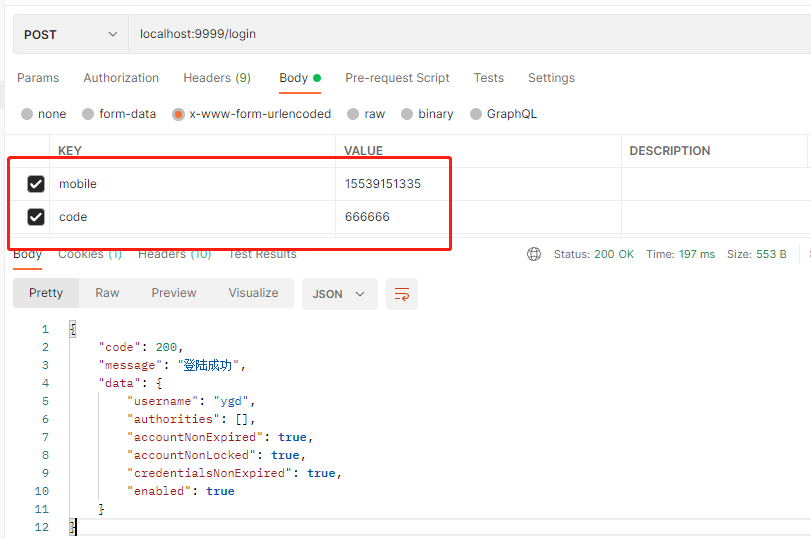 POST localhost:9999/login
Params Authorization Headers (9) Body Pre-request Script Tests Settings
none form-data x-www-form-urlencoded raw binary GraphQL
KEY VALUE DESCRIPTION
mobile 15539151335
code 666666
Body Cookies (1) Headers (10) Test Results Status: 200 OK Time: 197 ms Size: 553 B
Pretty Raw Preview Visualize JSON
1 {
2 "code": 200,
3 "message": "登陆成功",
4 "data": {
5 "username": "ygd",
6 "authorities": [],
7 "accountNonExpired": true,
8 "accountNonLocked": true,
9 "credentialsNonExpired": true,
10 "enabled": true
11 }
12 }